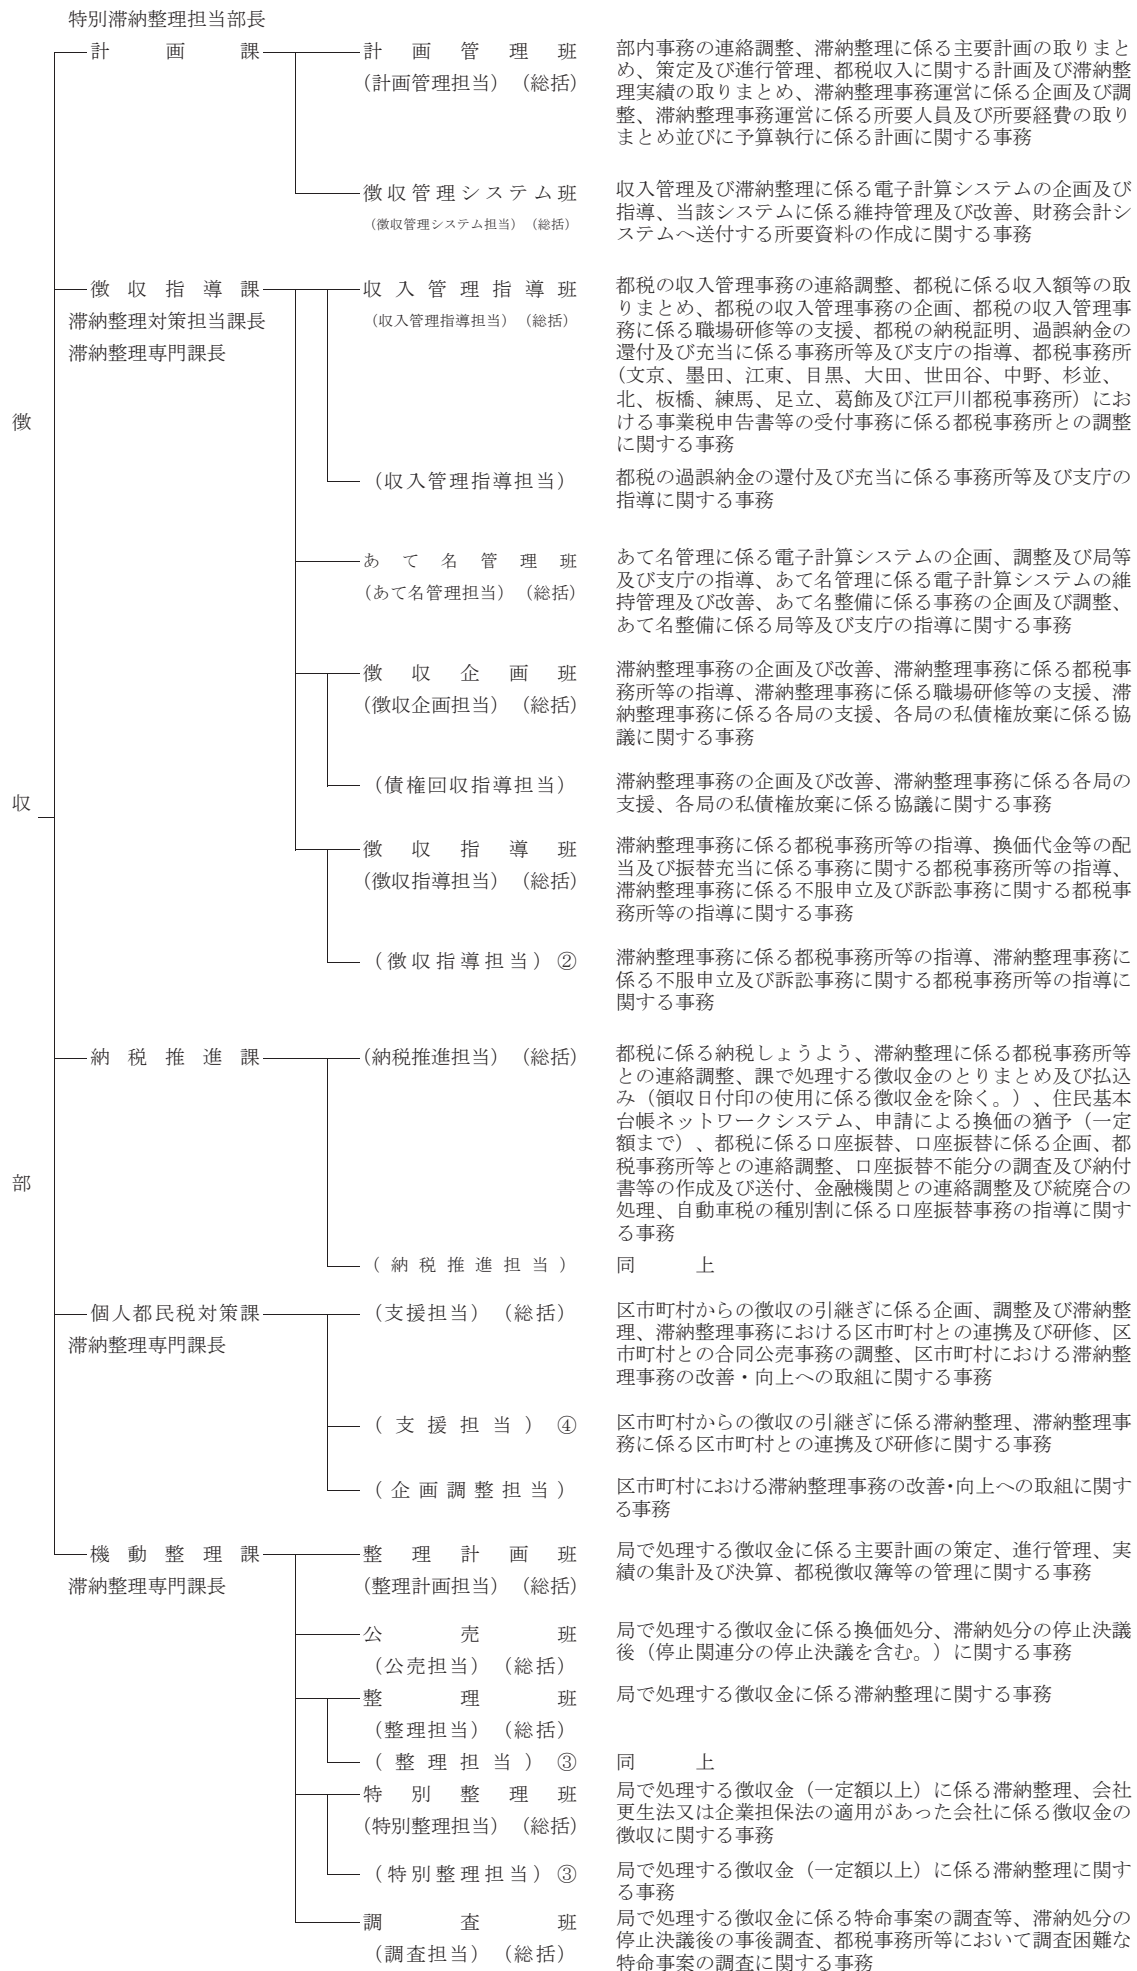 特別滞納整理担当部長
計画課
計画管理班
(計画管理担当)(総括)
部内事務の連絡調整、滞納整理に係る主要計画の取りまと
め、策定及び進行管理、都税収入に関する計画及び滞納整
理実績の取りまとめ、滞納整理事務運営に係る企画及び調
整、滞納整理事務運営に係る所要人員及び所要経費の取り
まとめ並びに予算執行に係る計画に関する事務
徴収管理システム班
(徴収管理システム担当)(総括)
収入管理及び滞納整理に係る電子計算システムの企画及び
指導、当該システムに係る維持管理及び改善、財務会計シ
ステムへ送付する所要資料の作成に関する事務
徴収指導課
滞納整理対策担当課長
滞納整理専門課長
収入管理指導班
(収入管理指導担当)(総括)
都税の収入管理事務の連絡調整、都税に係る収入額等の取
りまとめ、都税の収入管理事務の企画、都税の収入管理事
務に係る職場研修等の支援、都税の納税証明、過誤納金の
還付及び充当に係る事務所等及び支庁の指導、都税事務所
(文京、墨田、江東、目黒、大田、世田谷、中野、杉並、
北、板橋、練馬、足立、葛飾及び江戸川都税事務所)にお
ける事業税申告書等の受付事務に係る都税事務所との調整
に関する事務
(収入管理指導担当)
都税の過誤納金の還付及び充当に係る事務所等及び支庁の
指導に関する事務
あて名管理班
(あて名管理担当)(総括)
あて名管理に係る電子計算システムの企画、調整及び局等
及び支庁の指導、あて名管理に係る電子計算システムの維
持管理及び改善、あて名整備に係る事務の企画及び調整、
あて名整備に係る局等及び支庁の指導に関する事務
徴収企画班
(徴収企画担当)(総括)
滞納整理事務の企画及び改善、滞納整理事務に係る都税事
務所等の指導、滞納整理事務に係る職場研修等の支援、滞
納整理事務に係る各局の支援、各局の私債権放棄に係る協
議に関する事務
(債権回収指導担当)
滞納整理事務の企画及び改善、滞納整理事務に係る各局の
支援、各局の私債権放棄に係る協議に関する事務
徴収指導班
(徴収指導担当)(総括)
滞納整理事務に係る都税事務所等の指導、換価代金等の配
当及び振替充当に係る事務に関する都税事務所等の指導、
滞納整理事務に係る不服申立及び訴訟事務に関する都税事
務所等の指導に関する事務
(徴収指導担当)②
滞納整理事務に係る都税事務所等の指導、滞納整理事務に
係る不服申立及び訴訟事務に関する都税事務所等の指導に
関する事務
徴収部
納税推進課
(納税推進担当)(総括)
都税に係る納税しょうよう、滞納整理に係る都税事務所等
との連絡調整、課で処理する徴収金のとりまとめ及び払込
み(領収日付印の使用に係る徴収金を除く。)、住民基本
台帳ネットワークシステム、申請による換価の猶予(一定
額まで)、都税に係る口座振替、口座振替に係る企画、都
税事務所等との連絡調整、口座振替不能分の調査及び納付
書等の作成及び送付、金融機関との連絡調整及び統廃合の
処理、自動車税の種別割に係る口座振替事務の指導に関す
る事務
(納税推進担当)
同上
個人都民税対策課
滞納整理専門課長
(支援担当)(総括)
区市町村からの徴収の引継ぎに係る企画、調整及び滞納整
理、滞納整理事務における区市町村との連携及び研修、区
市町村との合同公売事務の調整、区市町村における滞納整
理事務の改善・向上への取組に関する事務
(支援担当)④
区市町村からの徴収の引継ぎに係る滞納整理、滞納整理事
務に係る区市町村との連携及び研修に関する事務
(企画調整担当)
区市町村における滞納整理事務の改善・向上への取組に関す
る事務
機動整理課
滞納整理専門課長
整理計画班
(整理計画担当)(総括)
局で処理する徴収金に係る主要計画の策定、進行管理、実
績の集計及び決算、都税徴収簿等の管理に関する事務
公売班
(公売担当)(総括)
局で処理する徴収金に係る換価処分、滞納処分の停止決議
後(停止関連分の停止決議を含む。)に関する事務
整理班
(整理担当)(総括)
局で処理する徴収金に係る滞納整理に関する事務
(整理担当)③
同上
特別整理班
(特別整理担当)(総括)
局で処理する徴収金(一定額以上)に係る滞納整理、会社
更生法又は企業担保法の適用があった会社に係る徴収金の
徴収に関する事務
(特別整理担当)③
局で処理する徴収金(一定額以上)に係る滞納整理に関す
る事務
調査班
(調査担当)(総括)
局で処理する徴収金に係る特命事案の調査等、滞納処分の
停止決議後の事後調査、都税事務所等において調査困難な
特命事案の調査に関する事務